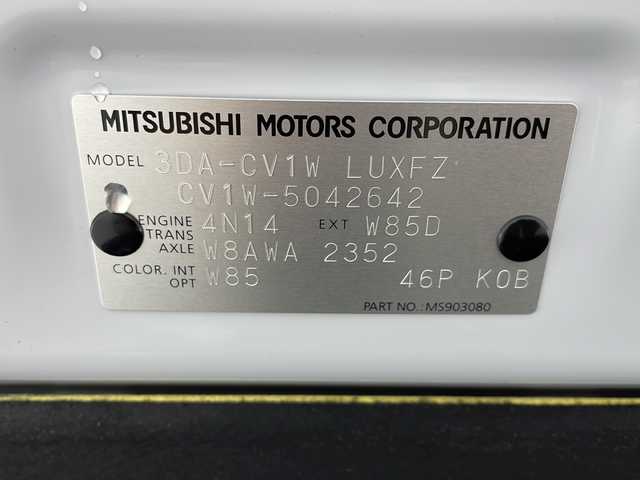 MITSUBISHI MOTORS CORPORATION
MODEL 3DA-CV1W LUXFZ
CV1W-5042642
ENGINE 4N14 EXT W85D
TRANS
AXLE W8AWA 2352
COLOR. INT W85
OPT 46P K0B
PART NO.: MS903080